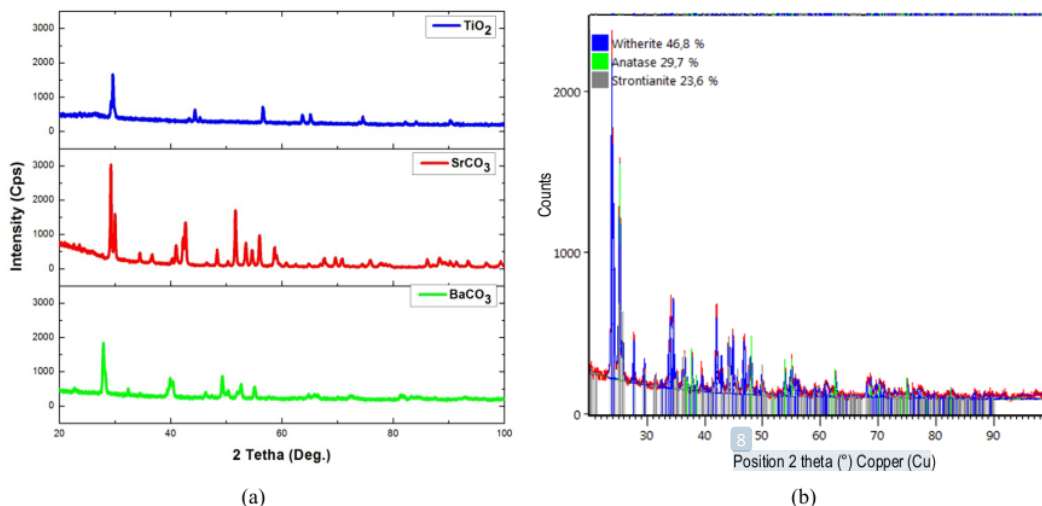 TiO2
3000
2000
1000
0
SrCO3
3000
2000
1000
0
BaCO3
3000
2000
1000
0
Intensity (Cps)
20 40 60 80 100
2 Tetha (Deg.)
(a)
Witherite 46,8 %
Anatase 29,7 %
Strontianite 23,6 %
2000
1000
0
Counts
30 40 50 60 70 80 90
8
Position 2 theta (°) Copper (Cu)
(b)